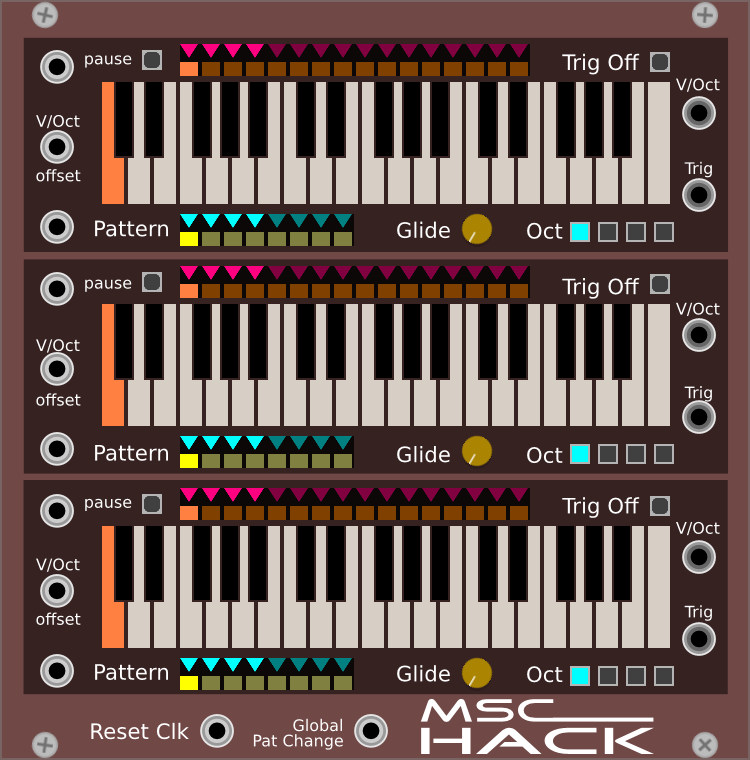 pause
Trig Off
V/Oct
V/Oct
offset
Trig
Pattern
Glide
Oct
pause
Trig Off
V/Oct
V/Oct
offset
Trig
Pattern
Glide
Oct
pause
Trig Off
V/Oct
V/Oct
offset
Trig
Pattern
Glide
Oct
Reset Clk
Global
Pat Change
MSC
HACK